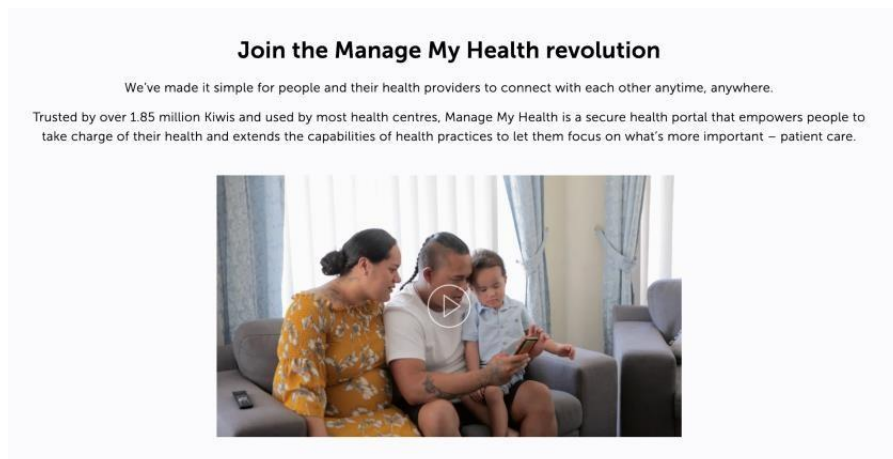 Join the Manage My Health revolution
We’ve made it simple for people and their health providers to connect with each other anytime, anywhere.
Trusted by over 1.85 million Kiwis and used by most health centres, Manage My Health is a secure health portal that empowers people to
take charge of their health and extends the capabilities of health practices to let them focus on what’s more important – patient care.